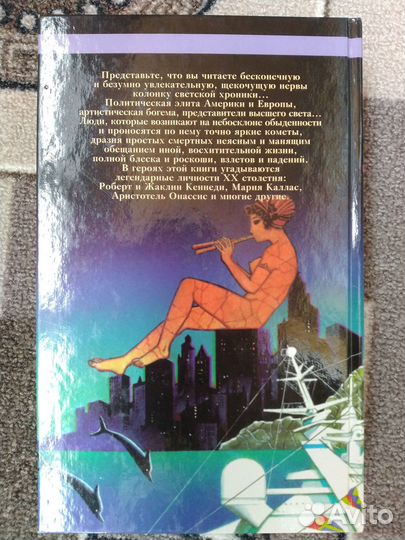 Представьте, что вы читаете бесконечную
и безумно увлекательную, щекочущую нервы
колонку светской хроники...
Политическая элита Америки и Европы,
артистическая богема, представители высшего света...
Люди, которые возникают на небосклоне обыденности
и проносятся по нему точно яркие кометы,
дразня простых смертных неясным и манящим
обещанием иной, восхитительной жизни,
полной блеска и роскоши, взлетов и падений.
В героях этой книги угадываются
легендарные личности XX столетия:
Роберт и Жаклин Кеннеди, Мария Каллас,
Аристотель Онассис и многие другие.
Avito